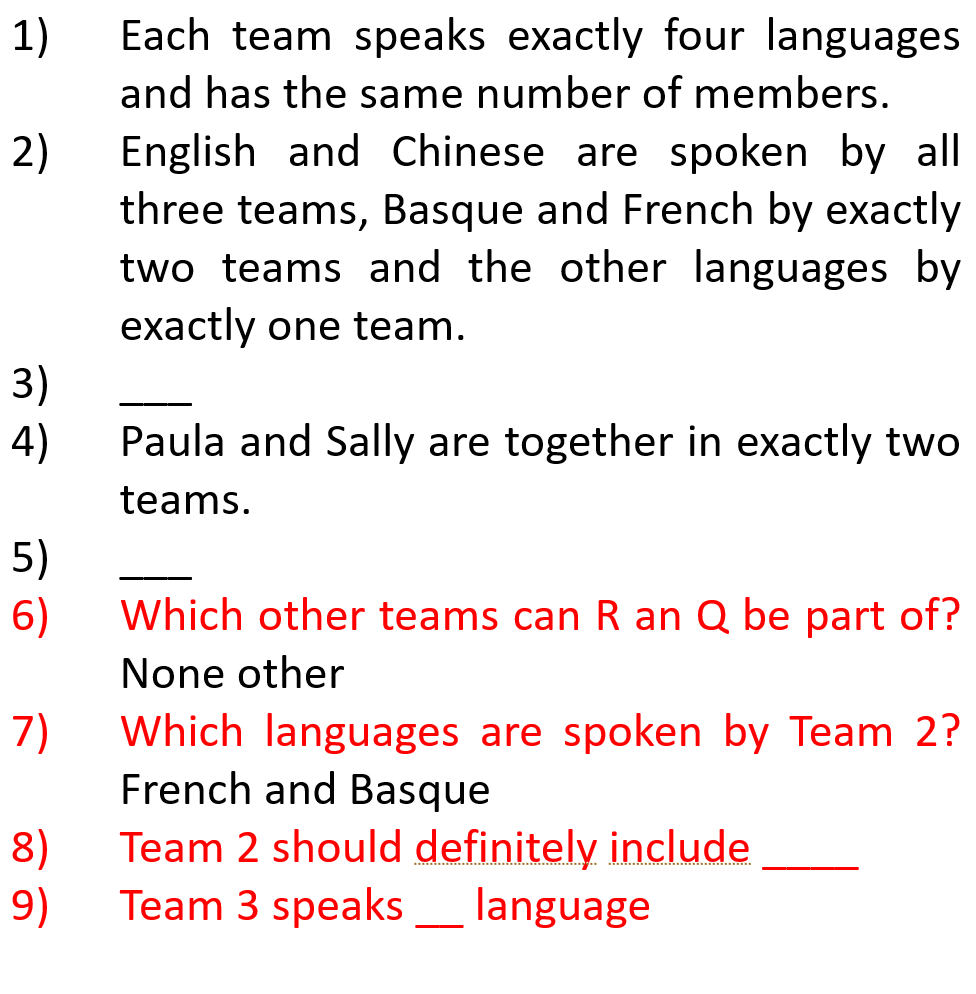 1) Each team speaks exactly four languages
and has the same number of members.
2) English and Chinese are spoken by all
three teams, Basque and French by exactly
two teams and the other languages by
exactly one team.
3) ___
4) Paula and Sally are together in exactly two
teams.
5) ___
6) Which other teams can R an Q be part of?
None other
7) Which languages are spoken by Team 2?
French and Basque
8) Team 2 should definitely include ____
9) Team 3 speaks __ language